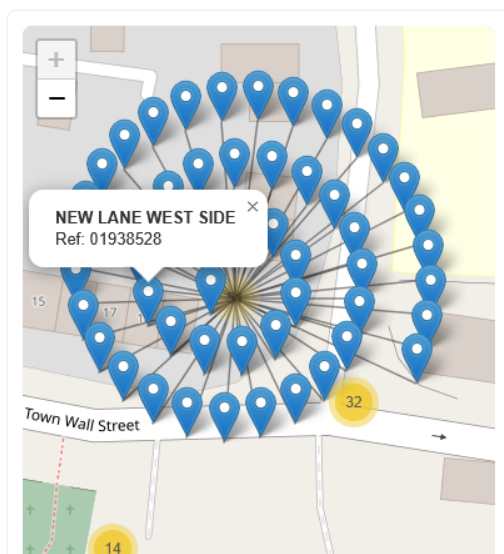 +
−
NEW LANE WEST SIDE ×
Ref: 01938528
15
17
32
Town Wall Street
14